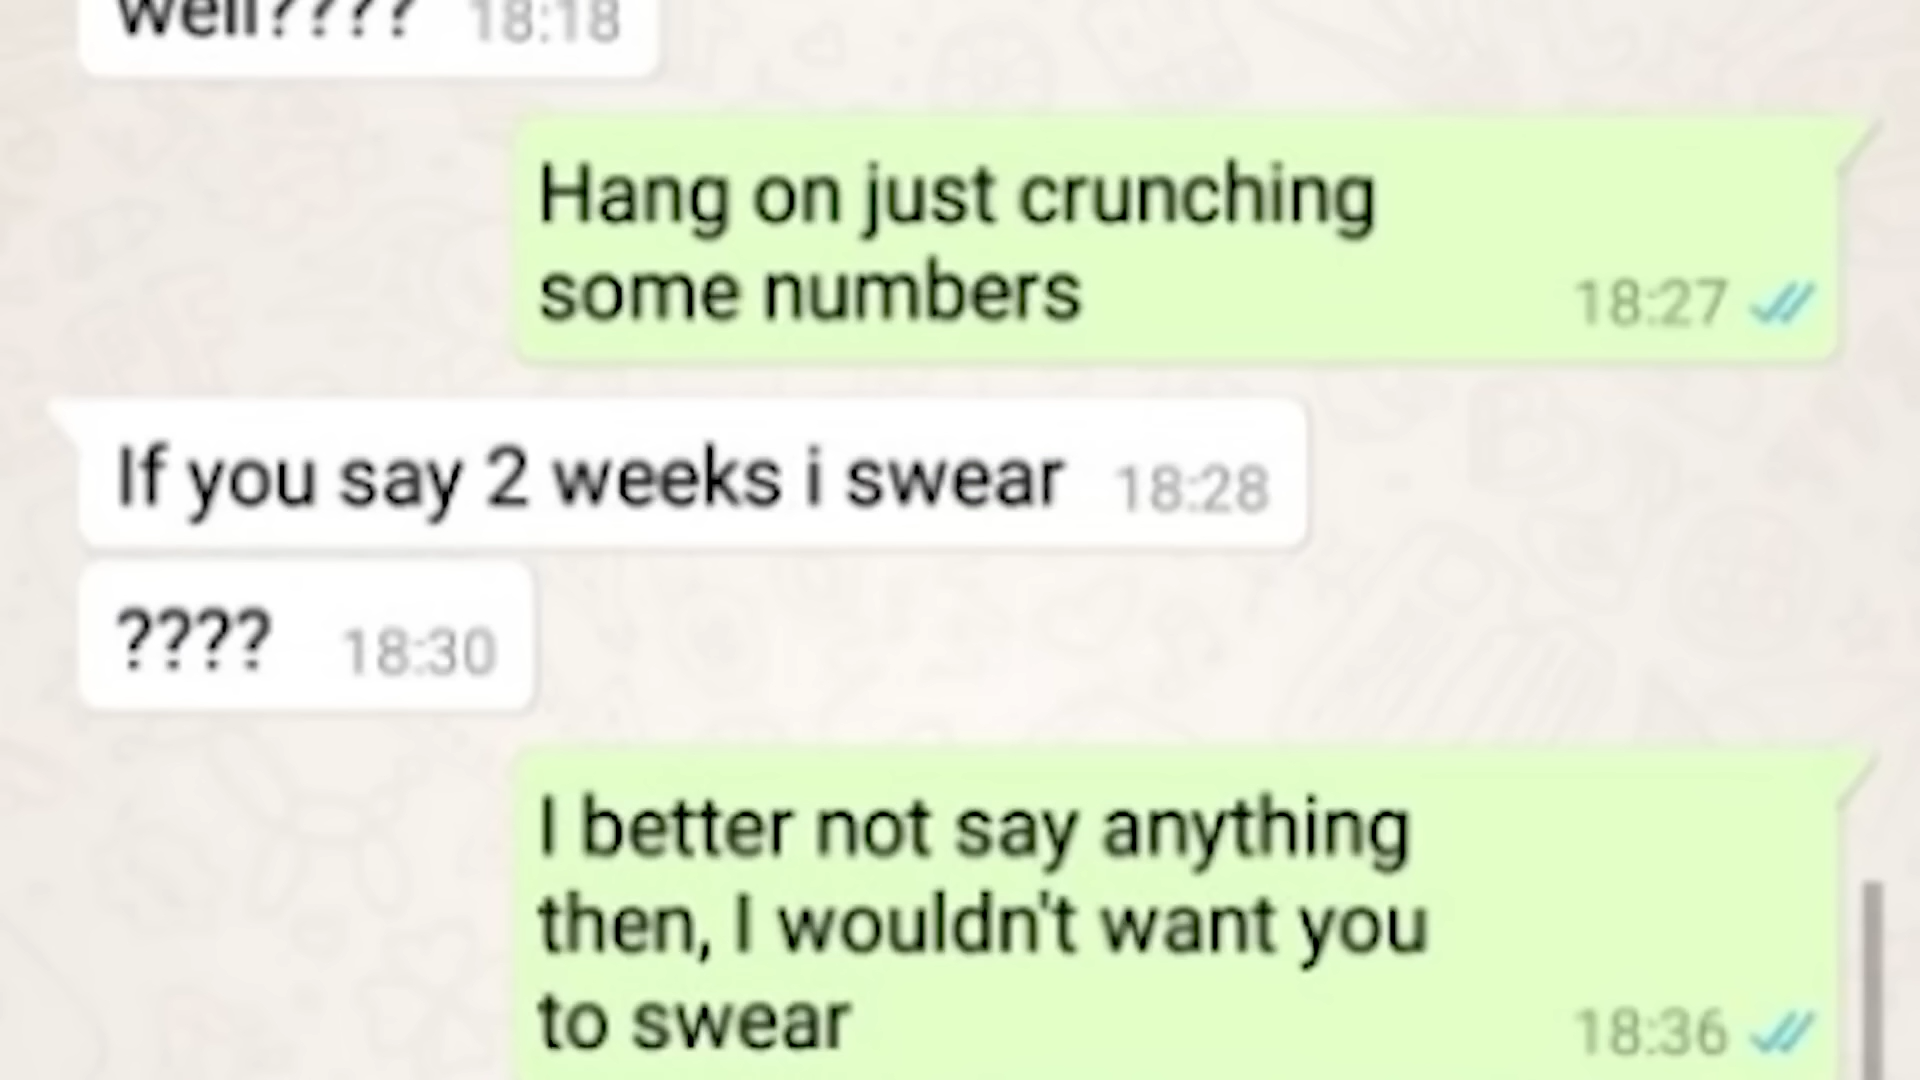 well???? 18:18
Hang on just crunching
some numbers 18:27
If you say 2 weeks i swear 18:28
???? 18:30
I better not say anything
then, I wouldn't want you
to swear 18:36